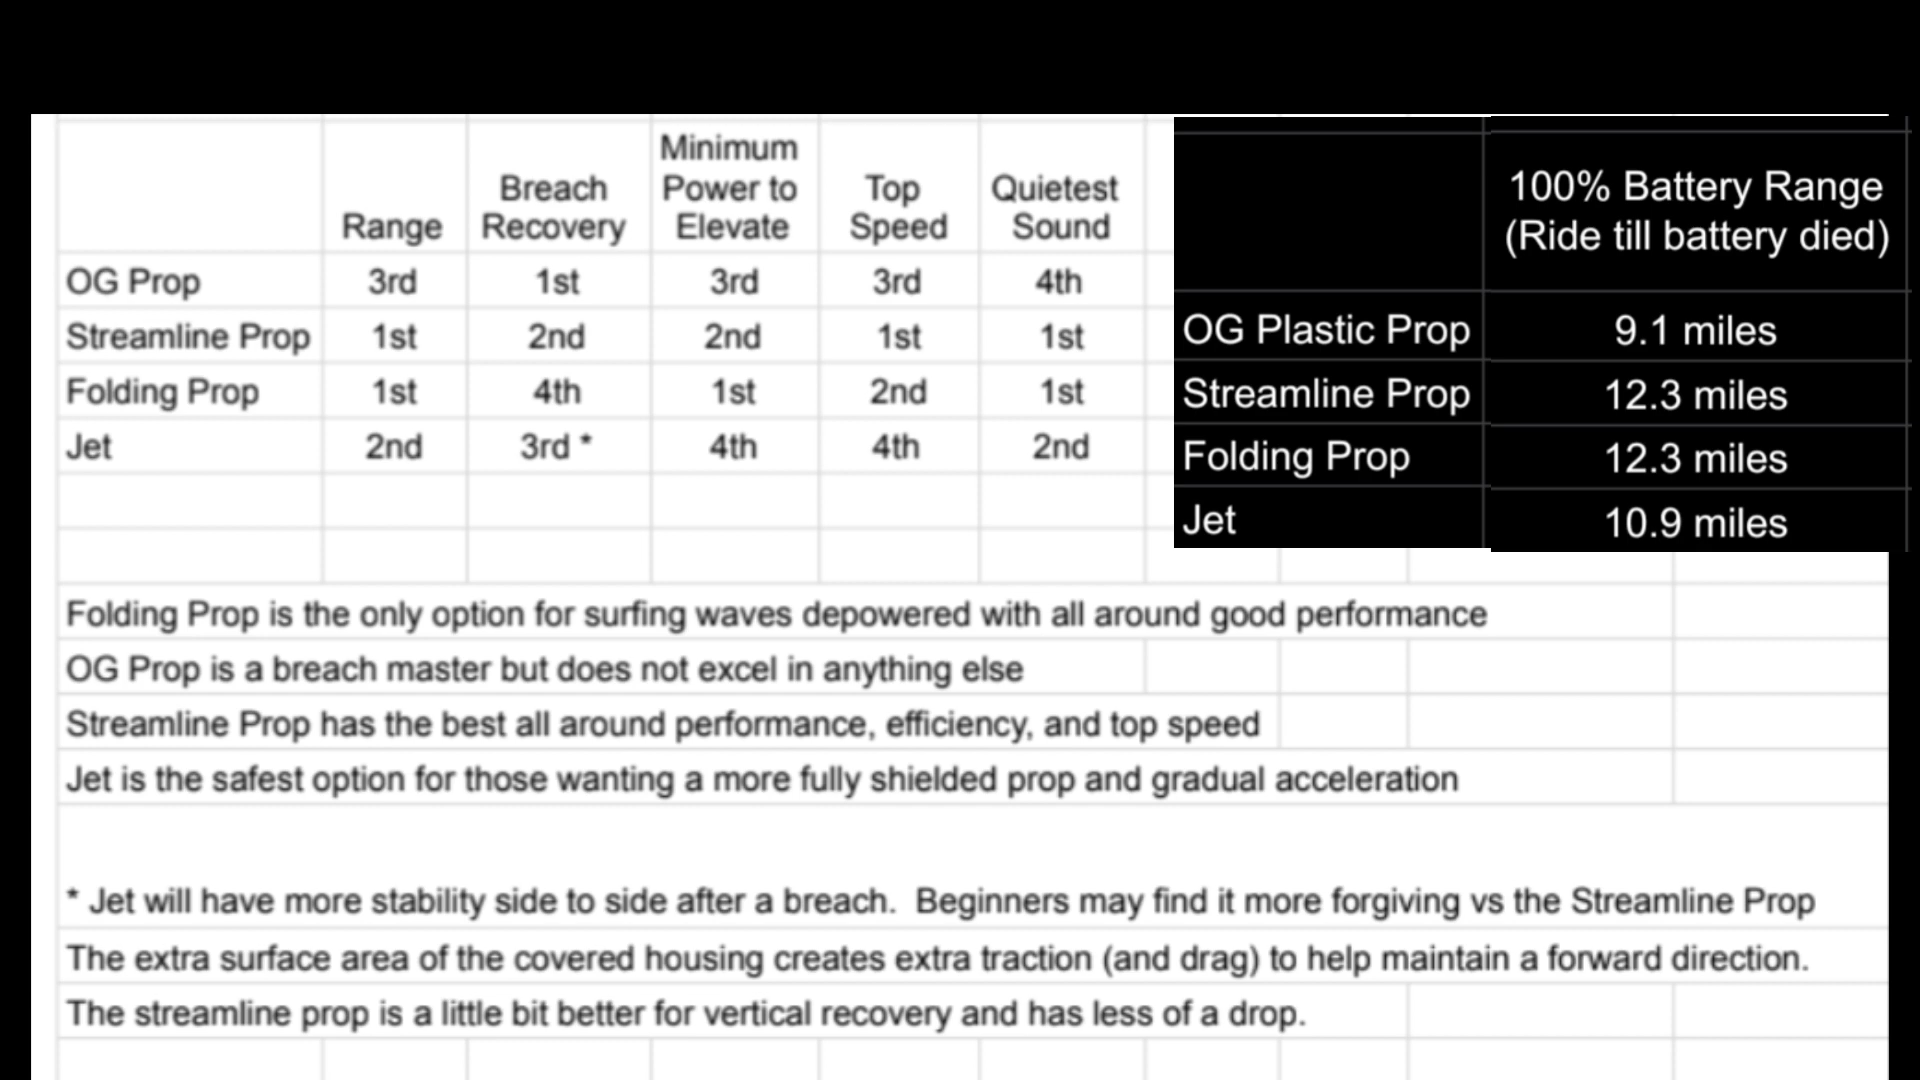 Range Breach Recovery Minimum Power to Elevate Top Speed Quietest Sound
OG Prop 3rd 1st 3rd 3rd 4th
Streamline Prop 1st 2nd 2nd 1st 1st
Folding Prop 1st 4th 1st 2nd 1st
Jet 2nd 3rd * 4th 4th 2nd
100% Battery Range
(Ride till battery died)
OG Plastic Prop 9.1 miles
Streamline Prop 12.3 miles
Folding Prop 12.3 miles
Jet 10.9 miles
Folding Prop is the only option for surfing waves depowered with all around good performance
OG Prop is a breach master but does not excel in anything else
Streamline Prop has the best all around performance, efficiency, and top speed
Jet is the safest option for those wanting a more fully shielded prop and gradual acceleration
* Jet will have more stability side to side after a breach.  Beginners may find it more forgiving vs the Streamline Prop
The extra surface area of the covered housing creates extra traction (and drag) to help maintain a forward direction.
The streamline prop is a little bit better for vertical recovery and has less of a drop.